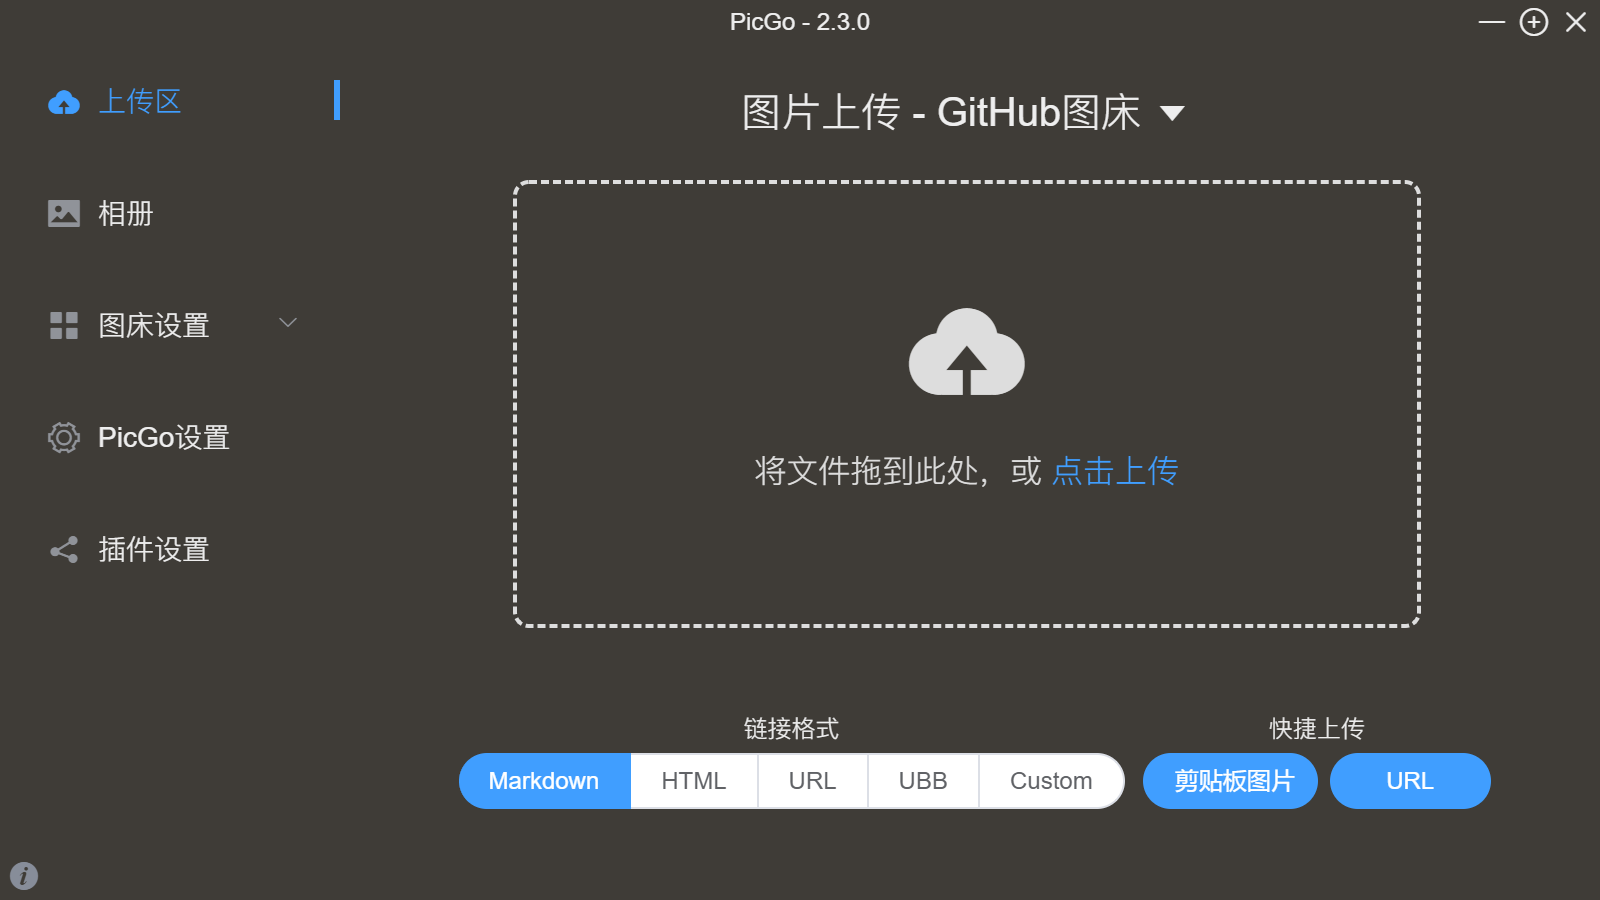 PicGo - 2.3.0
上传区
相册
图床设置
PicGo设置
插件设置
图片上传 - GitHub图床
将文件拖到此处，或 点击上传
链接格式
Markdown HTML URL UBB Custom
快捷上传
剪贴板图片 URL
i